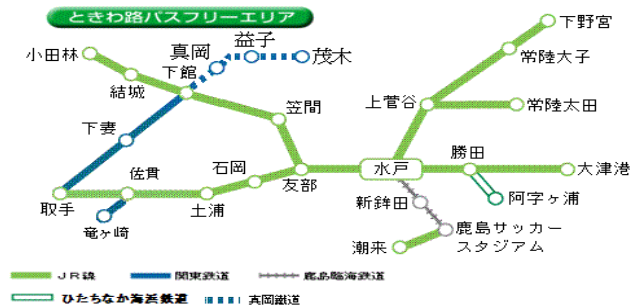 ときわ路パスフリーエリア
下野宮
小田林
真岡
益子
茂木
常陸大子
結城
下館
上菅谷
常陸太田
下妻
笠間
石岡
水戸
勝田
大津港
取手
佐貫
土浦
友部
新鉾田
阿字ヶ浦
竜ヶ崎
潮来
鹿島サッカー
スタジアム
JR線
関東鉄道
鹿島臨海鉄道
ひたちなか海浜鉄道
真岡鐵道